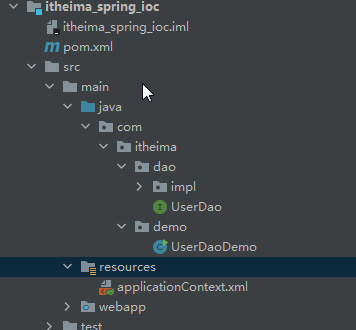 itheima_spring_ioc
itheima_spring_ioc.iml
pom.xml
src
main
java
com
itheima
dao
impl
UserDao
demo
UserDaoDemo
resources
applicationContext.xml
webapp
test